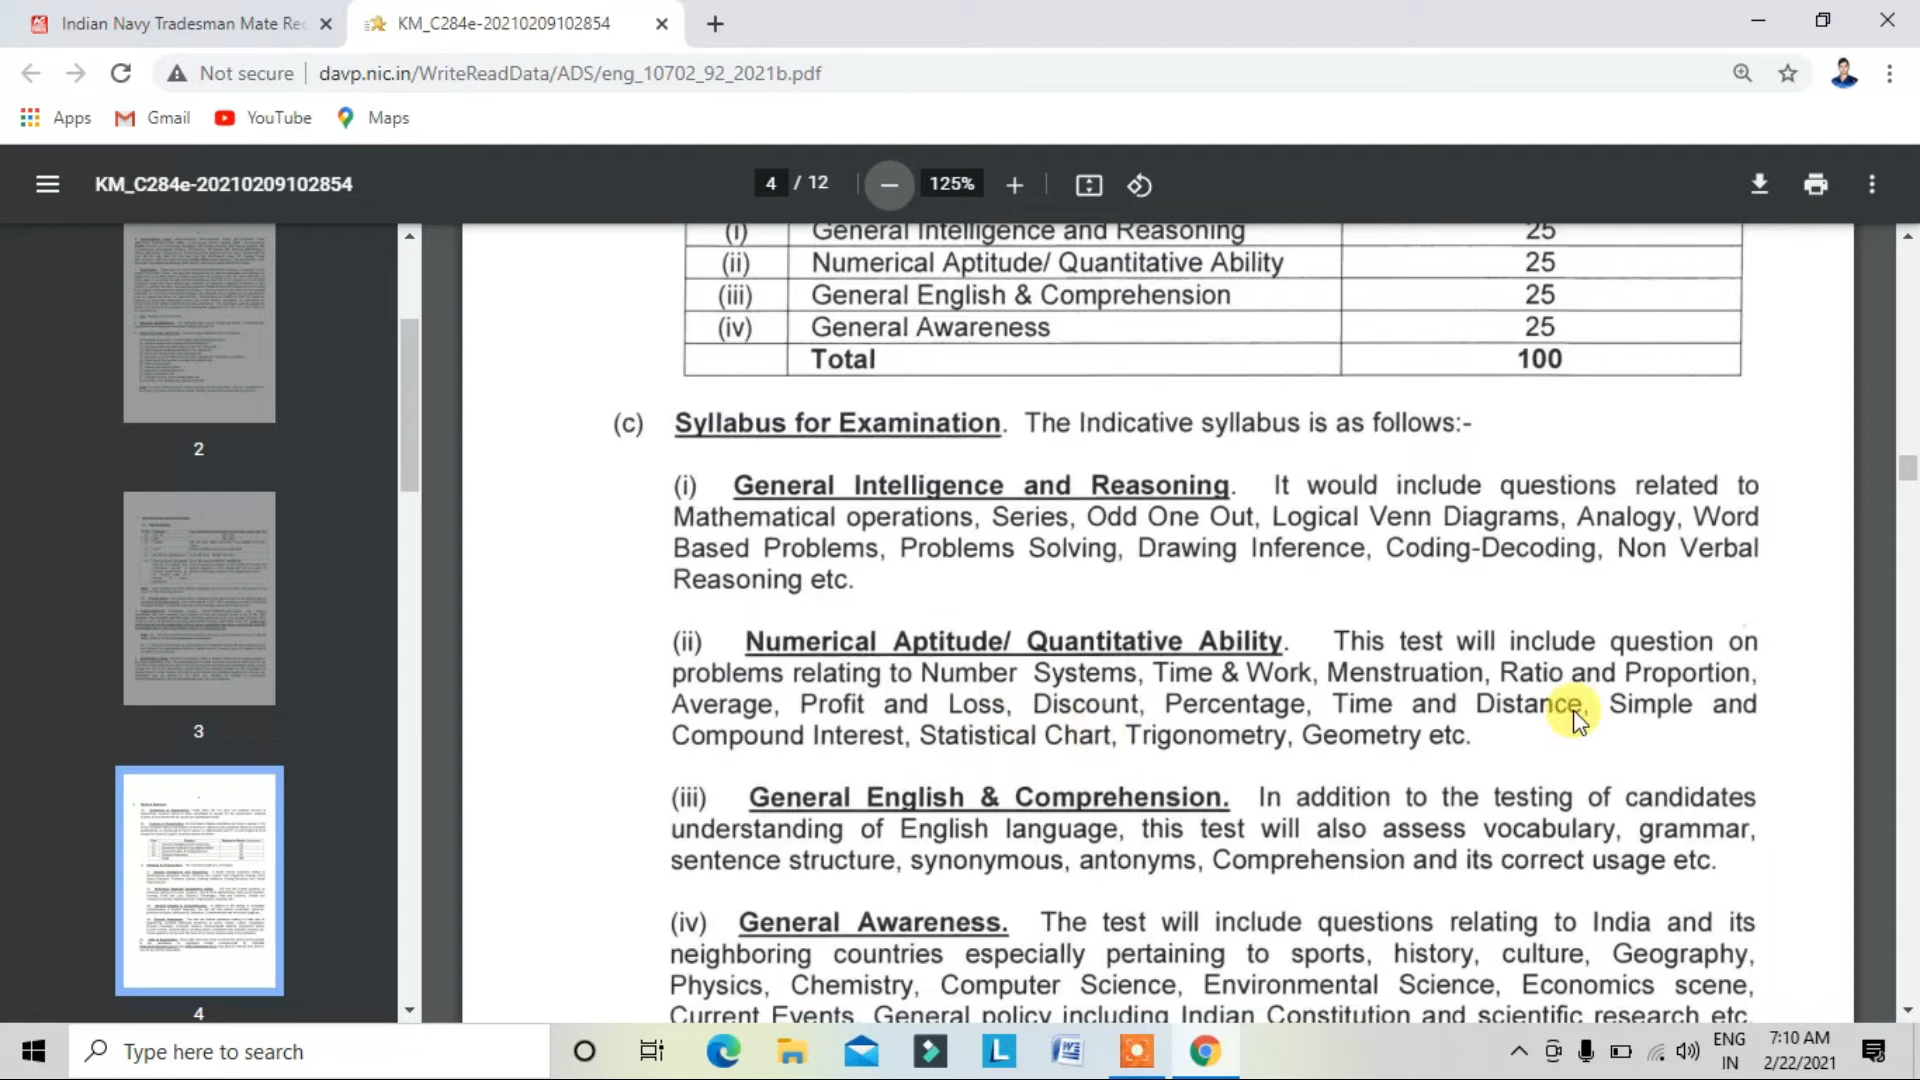 Indian Navy Tradesman Mate Rec
KM_C284e-20210209102854
Not secure
davp.nic.in/WriteReadData/ADS/eng_10702_92_2021b.pdf
Apps
Gmail
YouTube
Maps
KM_C284e-20210209102854
4 / 12
125%
2
3
4
(i) General Intelligence and Reasoning 25
(ii) Numerical Aptitude/ Quantitative Ability 25
(iii) General English & Comprehension 25
(iv) General Awareness 25
Total 100
(c) Syllabus for Examination. The Indicative syllabus is as follows:-
(i) General Intelligence and Reasoning. It would include questions related to
Mathematical operations, Series, Odd One Out, Logical Venn Diagrams, Analogy, Word
Based Problems, Problems Solving, Drawing Inference, Coding-Decoding, Non Verbal
Reasoning etc.
(ii) Numerical Aptitude/ Quantitative Ability. This test will include question on
problems relating to Number Systems, Time & Work, Menstruation, Ratio and Proportion,
Average, Profit and Loss, Discount, Percentage, Time and Distance, Simple and
Compound Interest, Statistical Chart, Trigonometry, Geometry etc.
(iii) General English & Comprehension. In addition to the testing of candidates
understanding of English language, this test will also assess vocabulary, grammar,
sentence structure, synonymous, antonyms, Comprehension and its correct usage etc.
(iv) General Awareness. The test will include questions relating to India and its
neighboring countries especially pertaining to sports, history, culture, Geography,
Physics, Chemistry, Computer Science, Environmental Science, Economics scene,
Current Events, General policy including Indian Constitution and scientific research etc.
Type here to search
ENG
IN
7:10 AM
2/22/2021